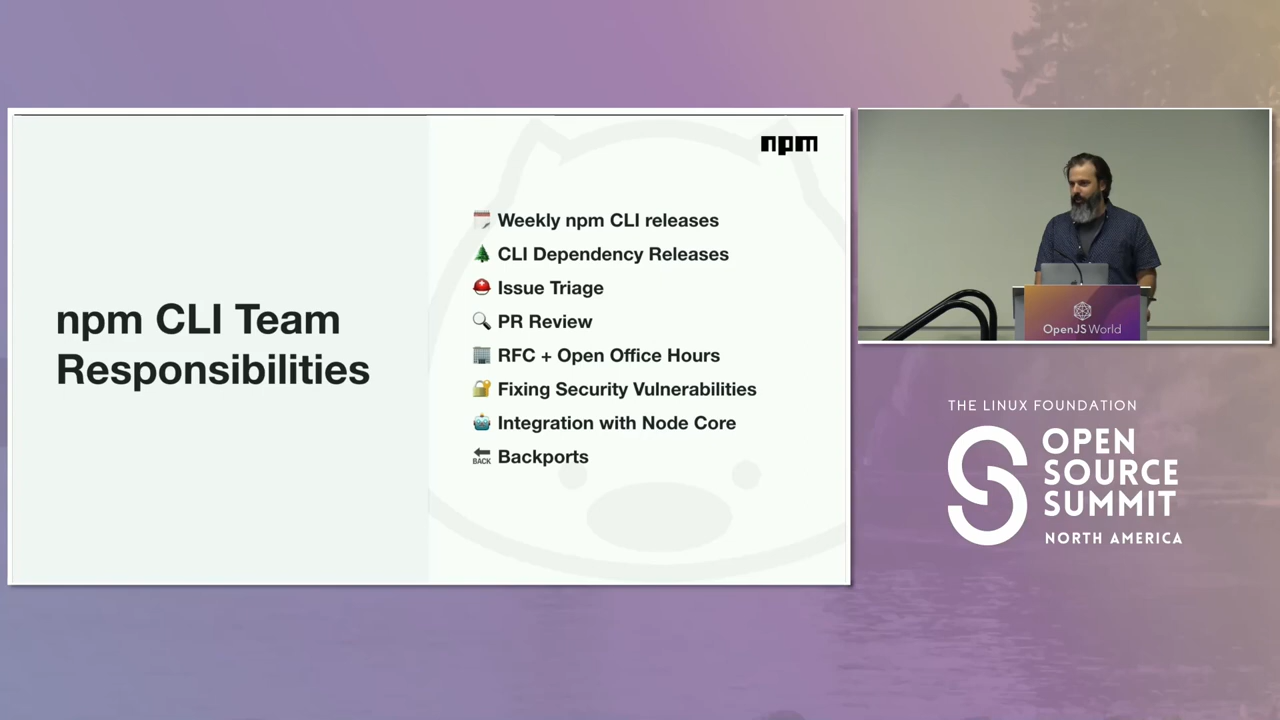 npm
npm CLI Team
Responsibilities
Weekly npm CLI releases
CLI Dependency Releases
Issue Triage
PR Review
RFC + Open Office Hours
Fixing Security Vulnerabilities
Integration with Node Core
BACK Backports
OpenJS World
THE LINUX FOUNDATION
OPEN
SOURCE
SUMMIT
NORTH AMERICA